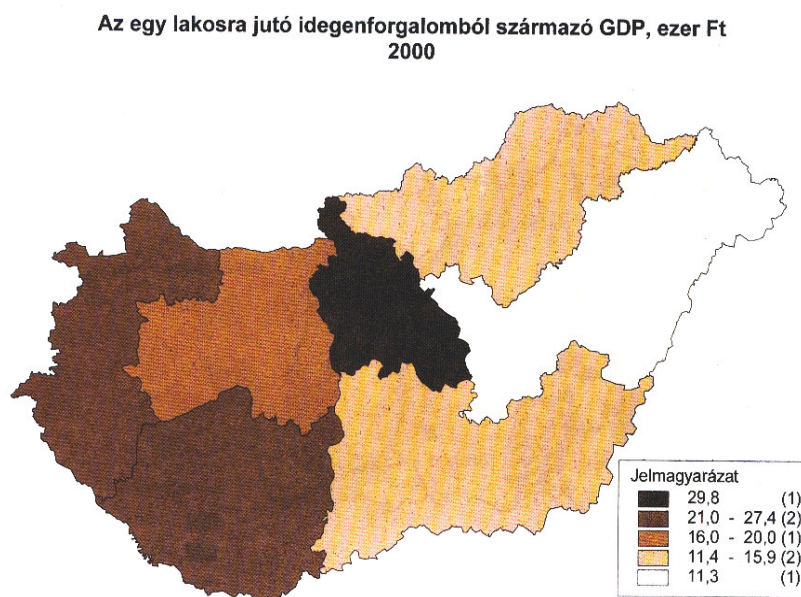 Az egy lakosra jutó idegenforgalomból származó GDP, ezer Ft
2000
Jelmagyarázat
29,8 (1)
21,0 - 27,4 (2)
16,0 - 20,0 (1)
11,4 - 15,9 (2)
11,3 (1)